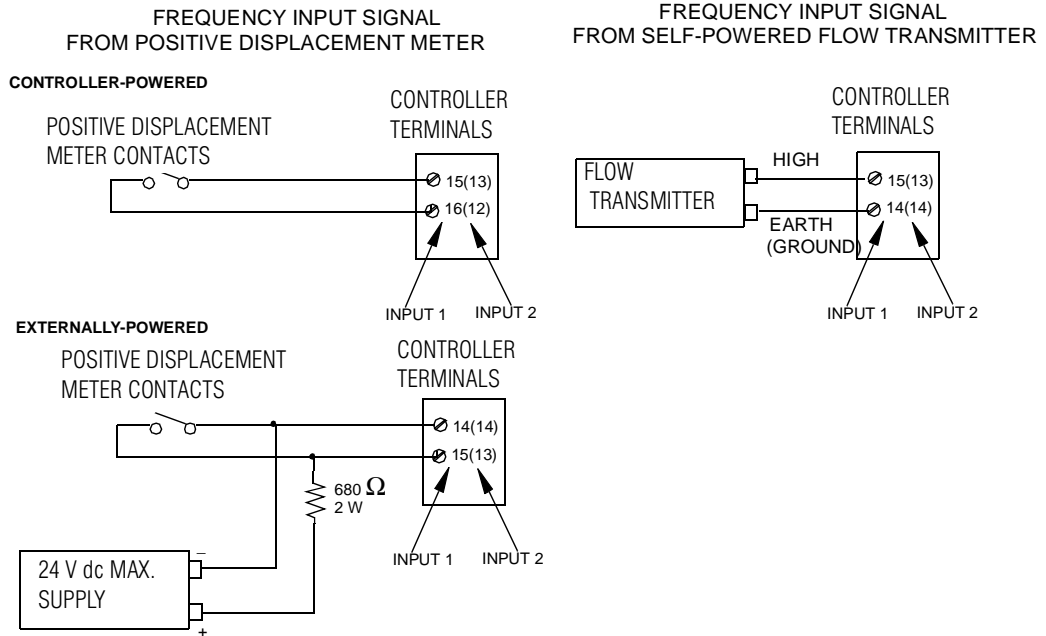 FREQUENCY INPUT SIGNAL
FROM POSITIVE DISPLACEMENT METER
CONTROLLER-POWERED
POSITIVE DISPLACEMENT
METER CONTACTS
CONTROLLER
TERMINALS
15(13)
16(12)
INPUT 1
INPUT 2
EXTERNALLY-POWERED
POSITIVE DISPLACEMENT
METER CONTACTS
CONTROLLER
TERMINALS
14(14)
15(13)
680 Ω
2 W
INPUT 1
INPUT 2
24 V dc MAX.
SUPPLY
–
+
FREQUENCY INPUT SIGNAL
FROM SELF-POWERED FLOW TRANSMITTER
CONTROLLER
TERMINALS
FLOW
TRANSMITTER
HIGH
15(13)
14(14)
EARTH
(GROUND)
INPUT 1
INPUT 2